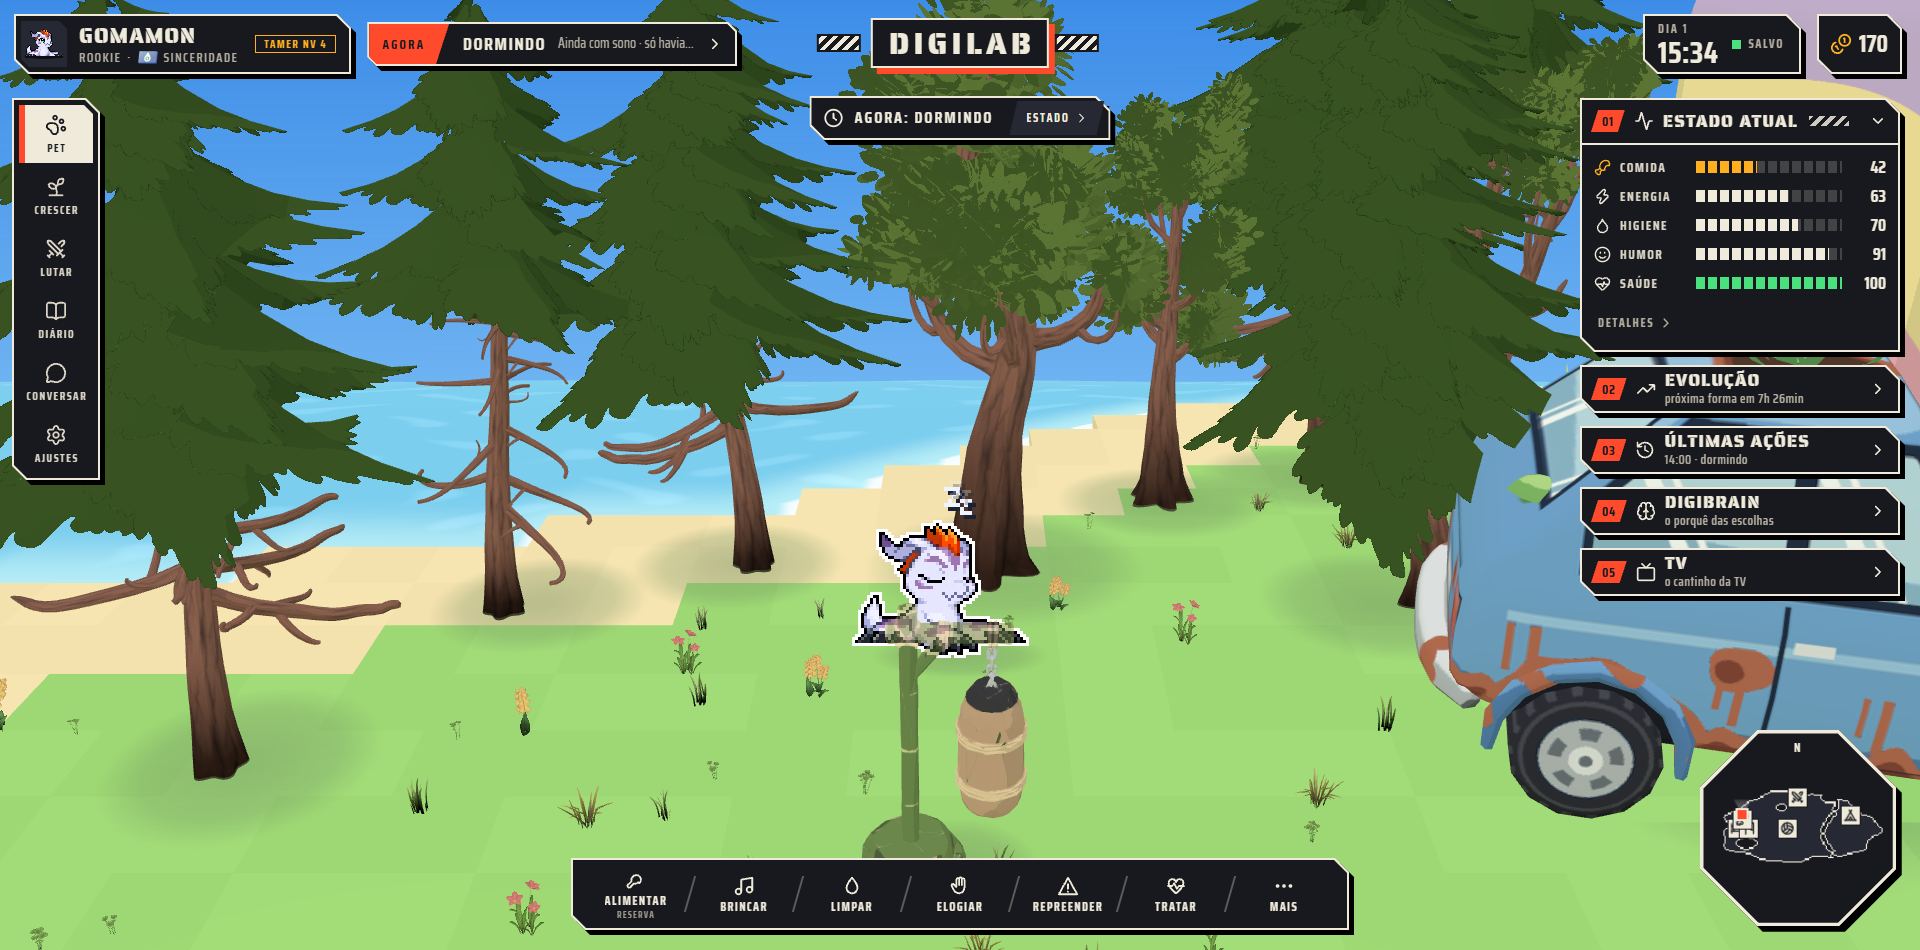 GOMAMON
ROOKIE · SINCERIDADE
TAMER NV 4
AGORA
DORMINDO
Ainda com sono · só havia...
DIGILAB
DIA 1
15:34
SALVO
170
AGORA: DORMINDO
ESTADO
PET
CRESCER
LUTAR
DIÁRIO
CONVERSAR
AJUSTES
01 ESTADO ATUAL
COMIDA 42
ENERGIA 63
HIGIENE 70
HUMOR 91
SAÚDE 100
DETALHES
02 EVOLUÇÃO
próxima forma em 7h 26min
03 ÚLTIMAS AÇÕES
14:00 · dormindo
04 DIGIBRAIN
o porquê das escolhas
05 TV
o cantinho da TV
N
ALIMENTAR
RESERVA
BRINCAR
LIMPAR
ELOGIAR
REPREENDER
TRATAR
MAIS